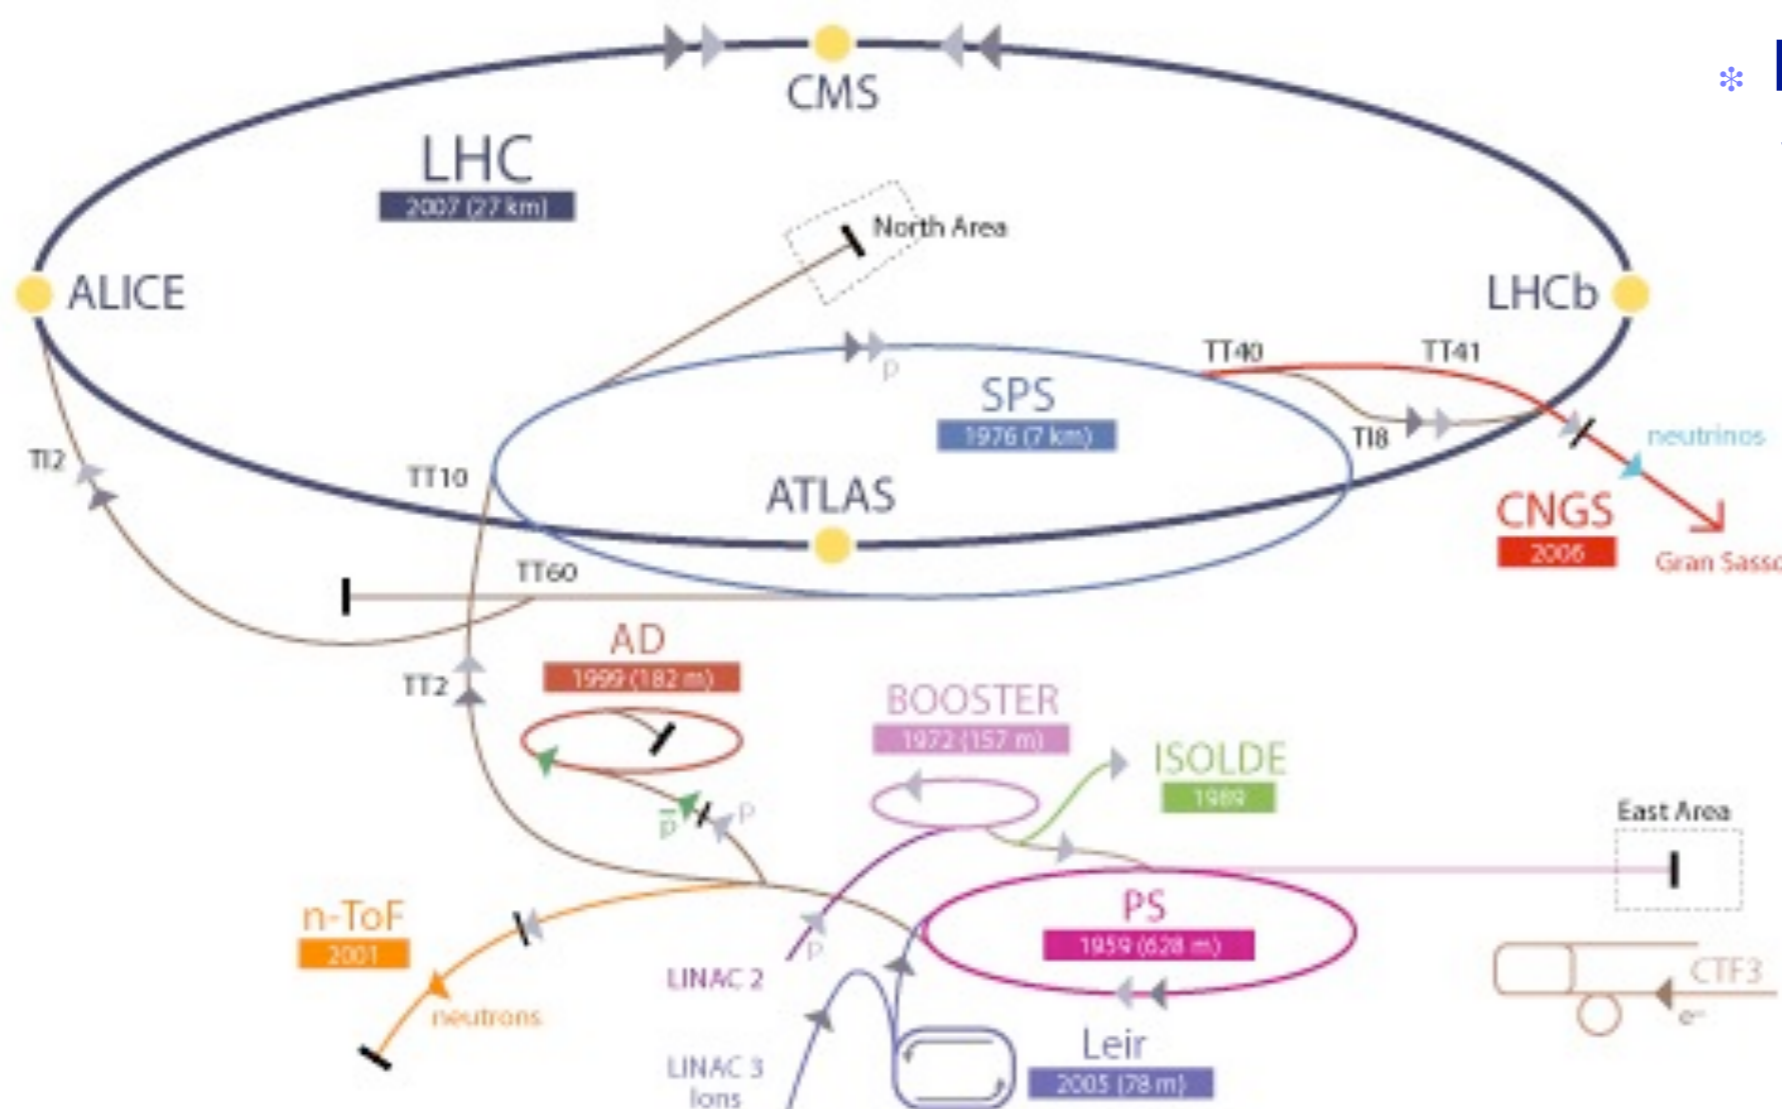 CMS
LHC
2007 (27 km)
North Area
ALICE
LHCb
TT40
TT41
p
SPS
1976 (7 km)
TI8
neutrinos
TI2
TT10
ATLAS
CNGS
2006
Gran Sasso
TT60
AD
1999 (182 m)
TT2
BOOSTER
1972 (157 m)
ISOLDE
1989
East Area
p̅
p
n-ToF
2001
PS
1959 (628 m)
p
LINAC 2
CTF3
neutrons
e-
Leir
2005 (78 m)
LINAC 3
Ions